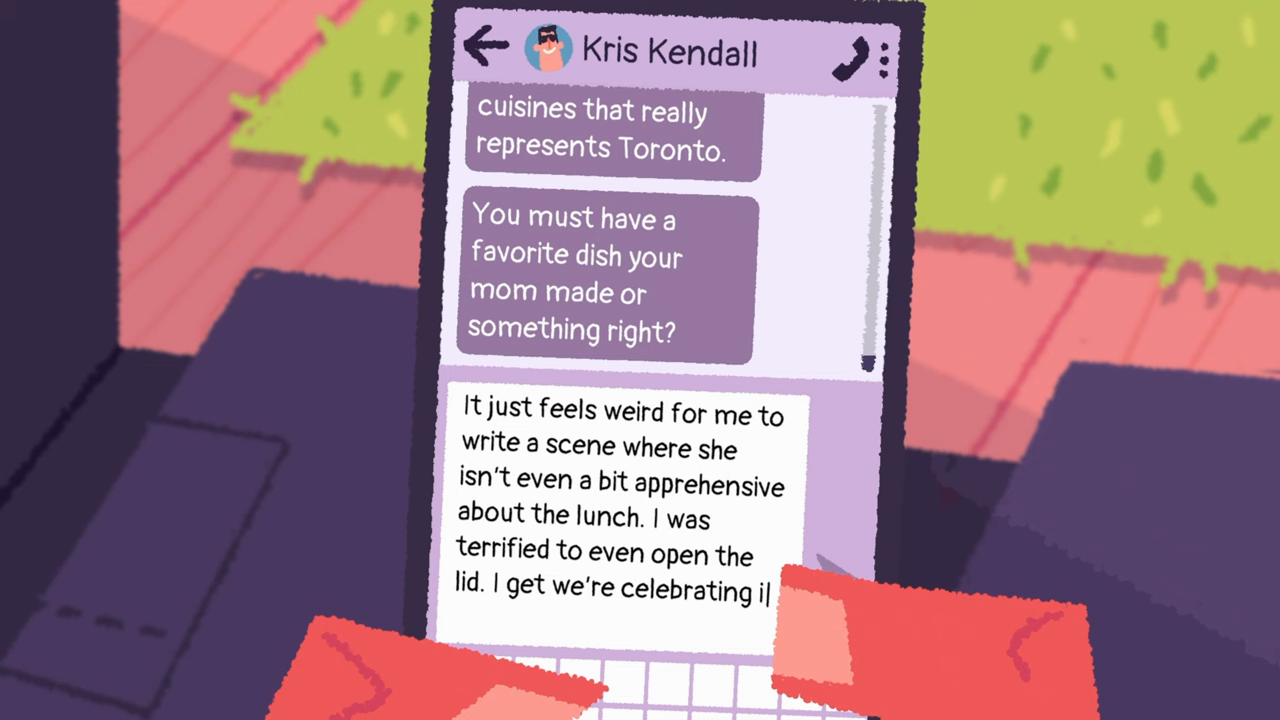 Kris Kendall
cuisines that really
represents Toronto.
You must have a
favorite dish your
mom made or
something right?
It just feels weird for me to
write a scene where she
isn't even a bit apprehensive
about the lunch. I was
terrified to even open the
lid. I get we're celebrating i